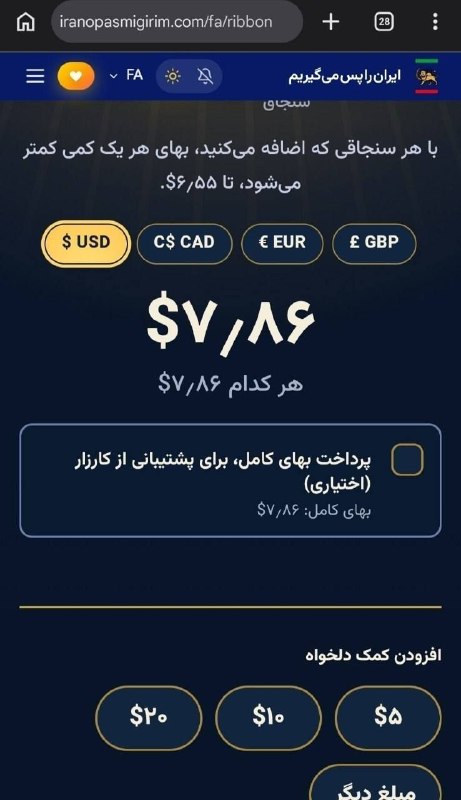 iranopasmigirim.com/fa/ribbon
28
FA
ایران را پس می‌گیریم
سنجاق
با هر سنجاقی که اضافه می‌کنید، بهای هر یک کمی کمتر
می‌شود، تا ۶٫۵۵$.
$ USD
C$ CAD
€ EUR
£ GBP
$۷٫۸۶
هر کدام ۷٫۸۶$
پرداخت بهای کامل، برای پشتیبانی از کارزار
(اختیاری)
بهای کامل: ۷٫۸۶$
افزودن کمک دلخواه
$۵
$۱۰
$۲۰
مبلغ دیگر